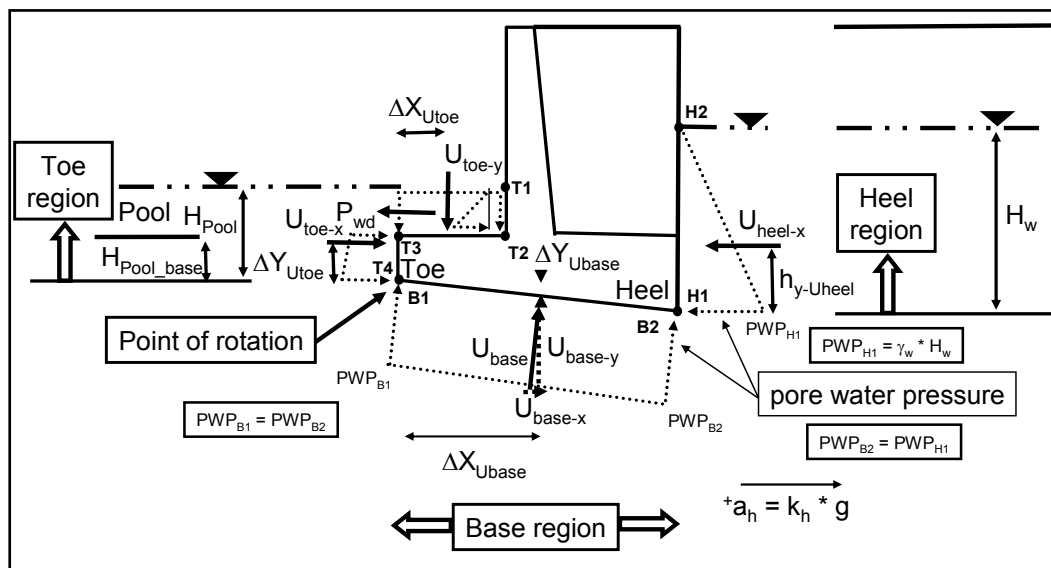 ΔX_Utoe
H2
Toe
region
U_toe-y
T1
Pool
H_Pool
P_wd
Heel
region
H_w
U_toe-x
U_heel-x
T3
T2
ΔY_Ubase
H_Pool_base
ΔY_Utoe
T4
Toe
h_y-Uheel
B1
Heel
H1
B2
PWP_H1
Point of rotation
PWP_H1 = γ_w * H_w
U_base
U_base-y
PWP_B1
pore water pressure
U_base-x
PWP_B2
PWP_B1 = PWP_B2
PWP_B2 = PWP_H1
ΔX_Ubase
+a_h = k_h * g
Base region